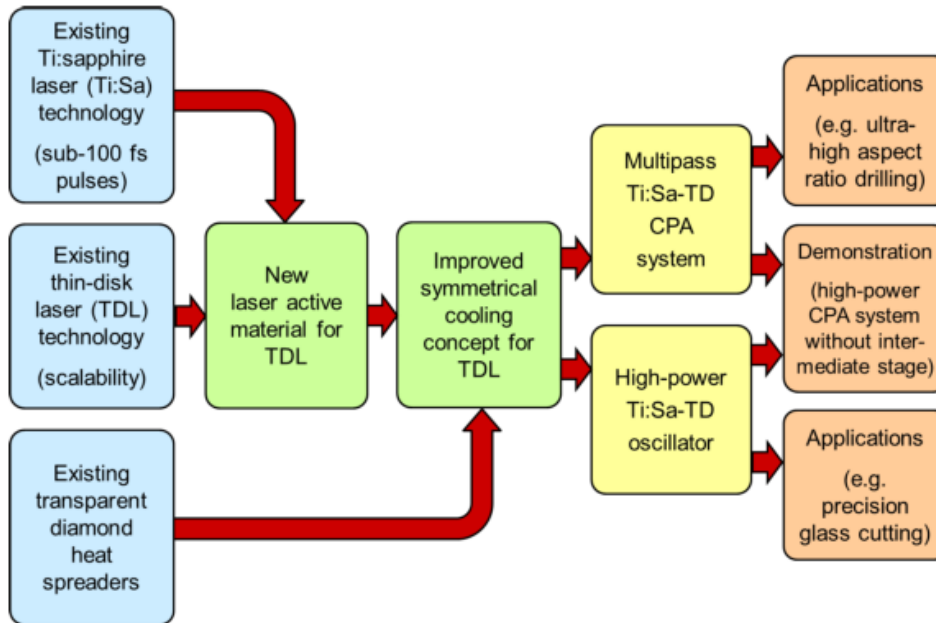 Existing
Ti:sapphire
laser (Ti:Sa)
technology
(sub-100 fs
pulses)
Existing
thin-disk
laser (TDL)
technology
(scalability)
Existing
transparent
diamond
heat
spreaders
New
laser active
material for
TDL
Improved
symmetrical
cooling
concept for
TDL
Multipass
Ti:Sa-TD
CPA
system
High-power
Ti:Sa-TD
oscillator
Applications
(e.g. ultra-
high aspect
ratio drilling)
Demonstration
(high-power
CPA system
without inter-
mediate stage)
Applications
(e.g.
precision
glass cutting)